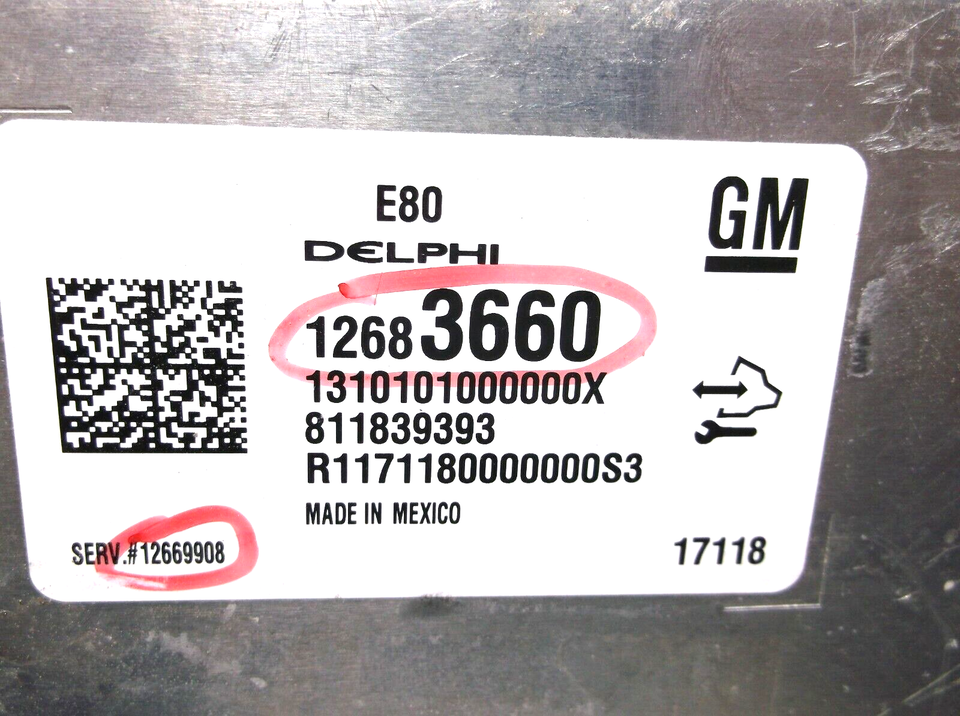 E80
GM
DELPHI
12683660
1310101000000X
811839393
R1171180000000S3
MADE IN MEXICO
SERV.#12669908
17118